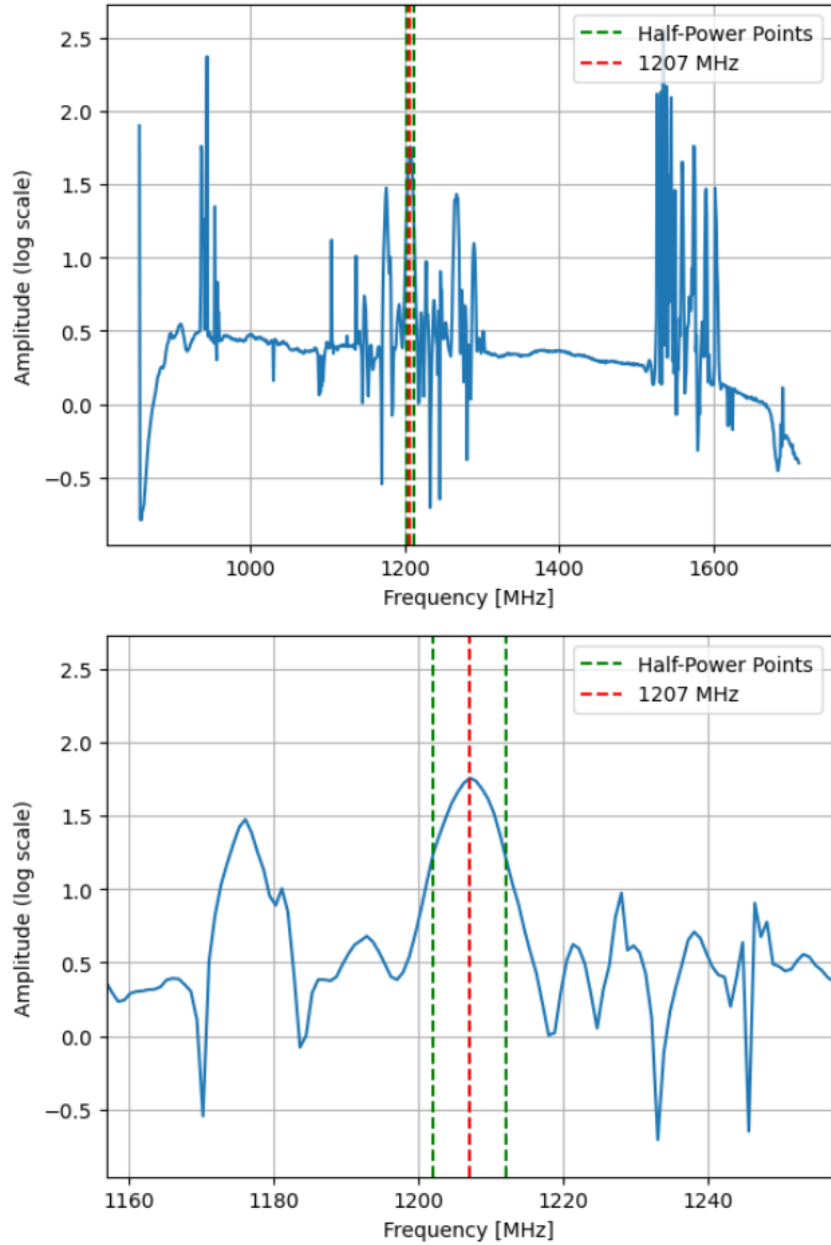 2.5
2.0
1.5
1.0
0.5
0.0
−0.5
Amplitude (log scale)
Half-Power Points
1207 MHz
1000
1200
1400
1600
Frequency [MHz]
2.5
2.0
1.5
1.0
0.5
0.0
−0.5
Amplitude (log scale)
Half-Power Points
1207 MHz
1160
1180
1200
1220
1240
Frequency [MHz]